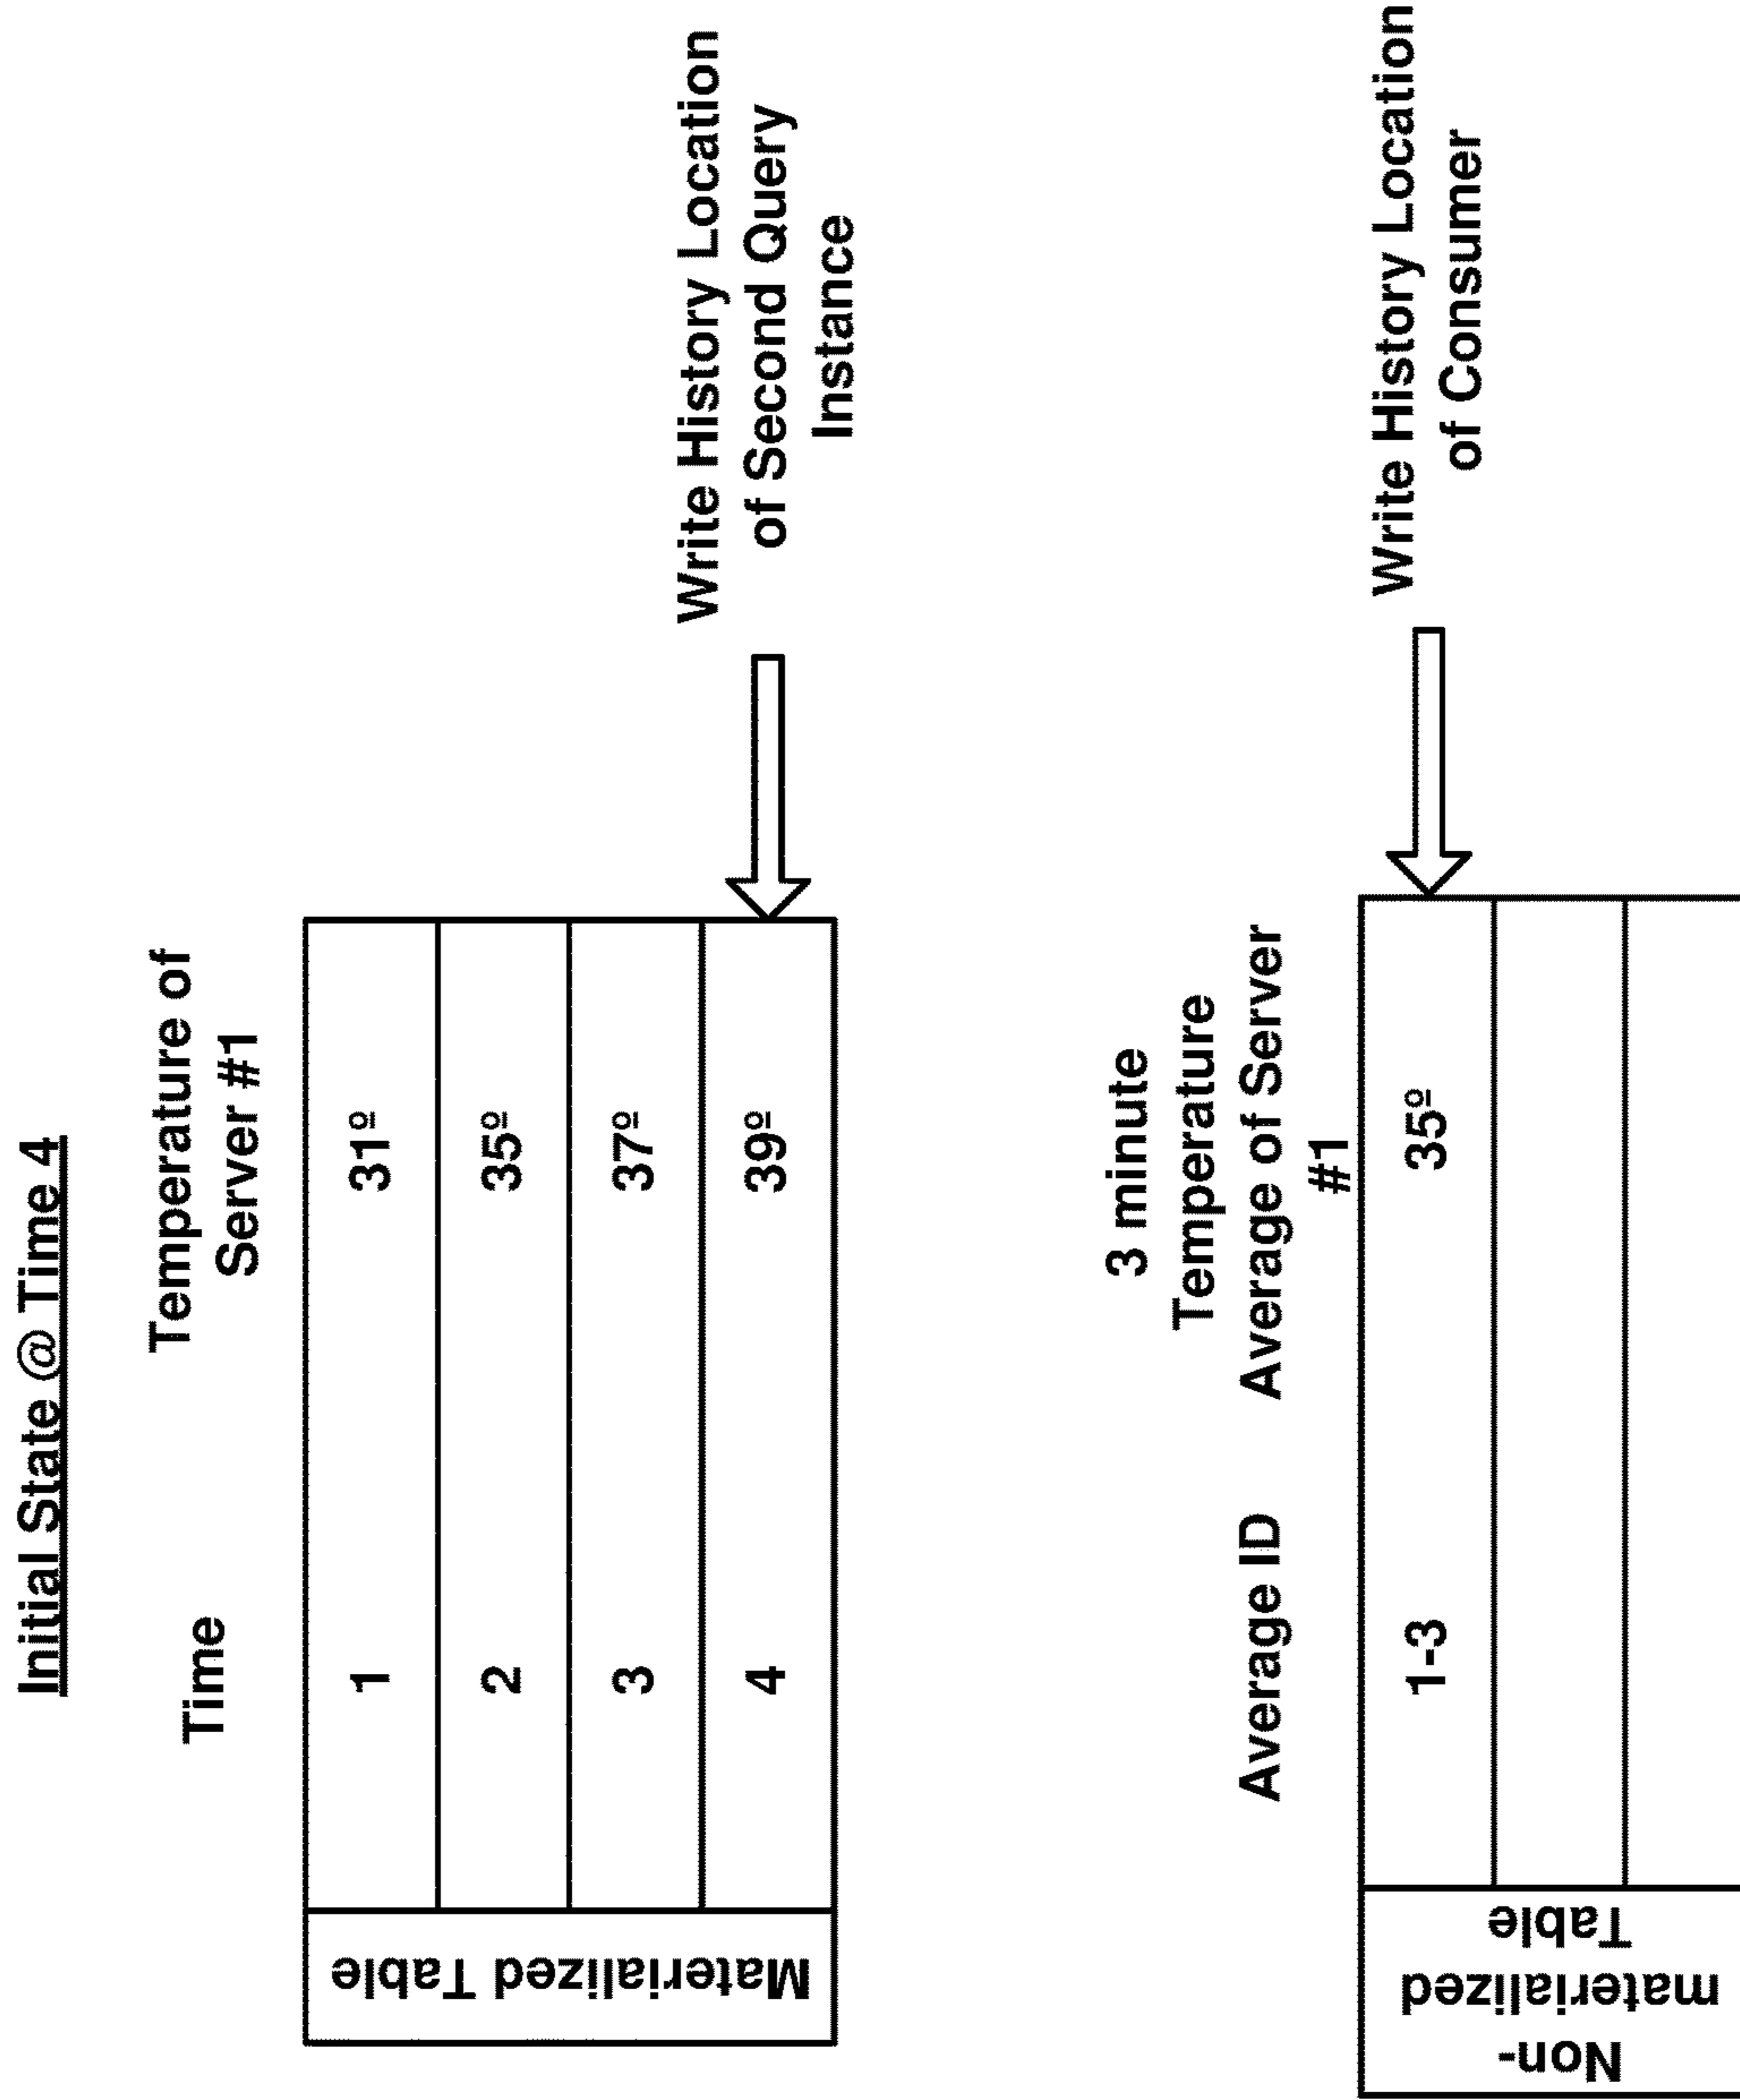 Initial State @ Time 4
Time
Temperature of
Server #1
Materialized Table
1 31º
2 35º
3 37º
4 39º
Write History Location
of Second Query
Instance
Average ID
3 minute
Temperature
Average of Server
#1
Non-
materialized
Table
1-3 35º
Write History Location
of Consumer